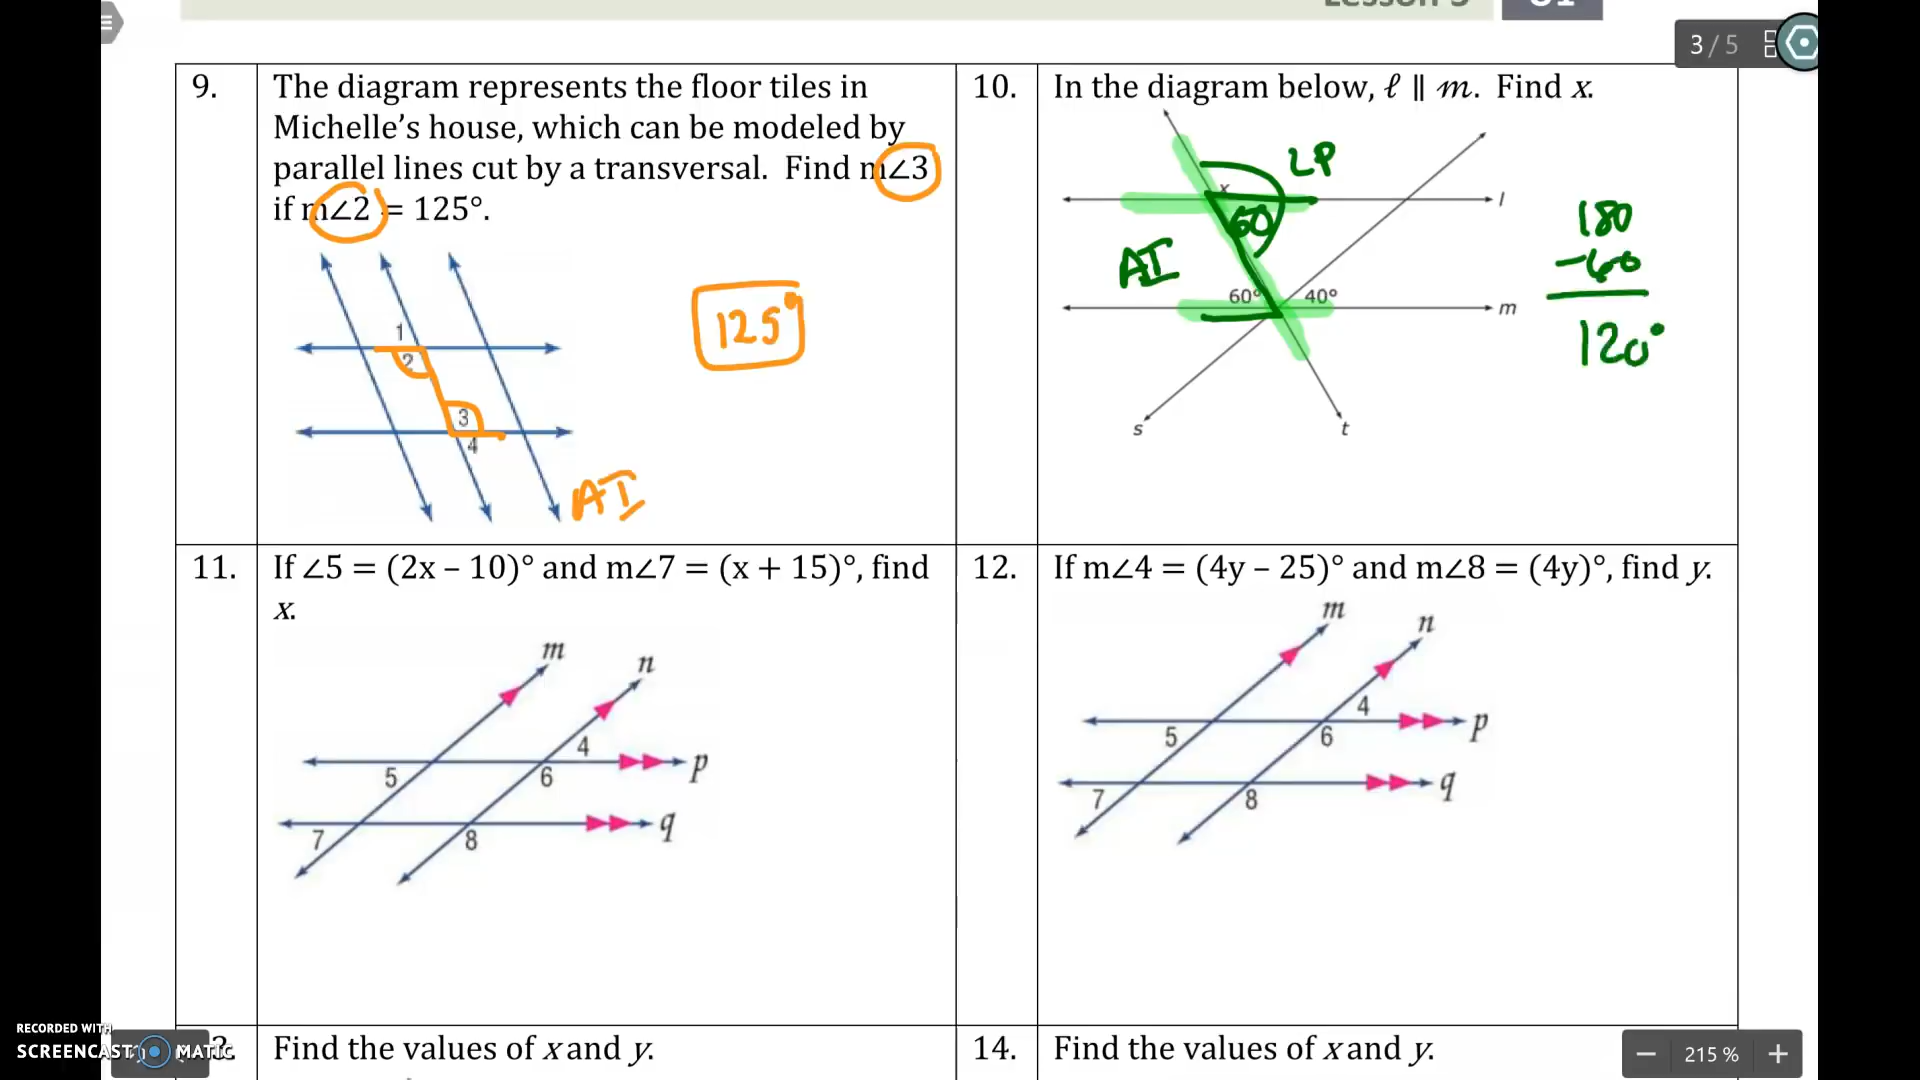 Lesson 3
3 / 5
9.
The diagram represents the floor tiles in
Michelle's house, which can be modeled by
parallel lines cut by a transversal. Find m∠3
if m∠2 = 125°.
1
2
3
4
125°
AI
10.
In the diagram below, ℓ ∥ m. Find x.
x
LP
l
60
AI
60°
40°
m
s
t
180
-60
120°
11.
If ∠5 = (2x – 10)° and m∠7 = (x + 15)°, find
x.
m
n
4
5
6
p
7
8
q
12.
If m∠4 = (4y – 25)° and m∠8 = (4y)°, find y.
m
n
4
5
6
p
7
8
q
Find the values of x and y.
14.
Find the values of x and y.
RECORDED WITH
SCREENCAST MATIC
215 %